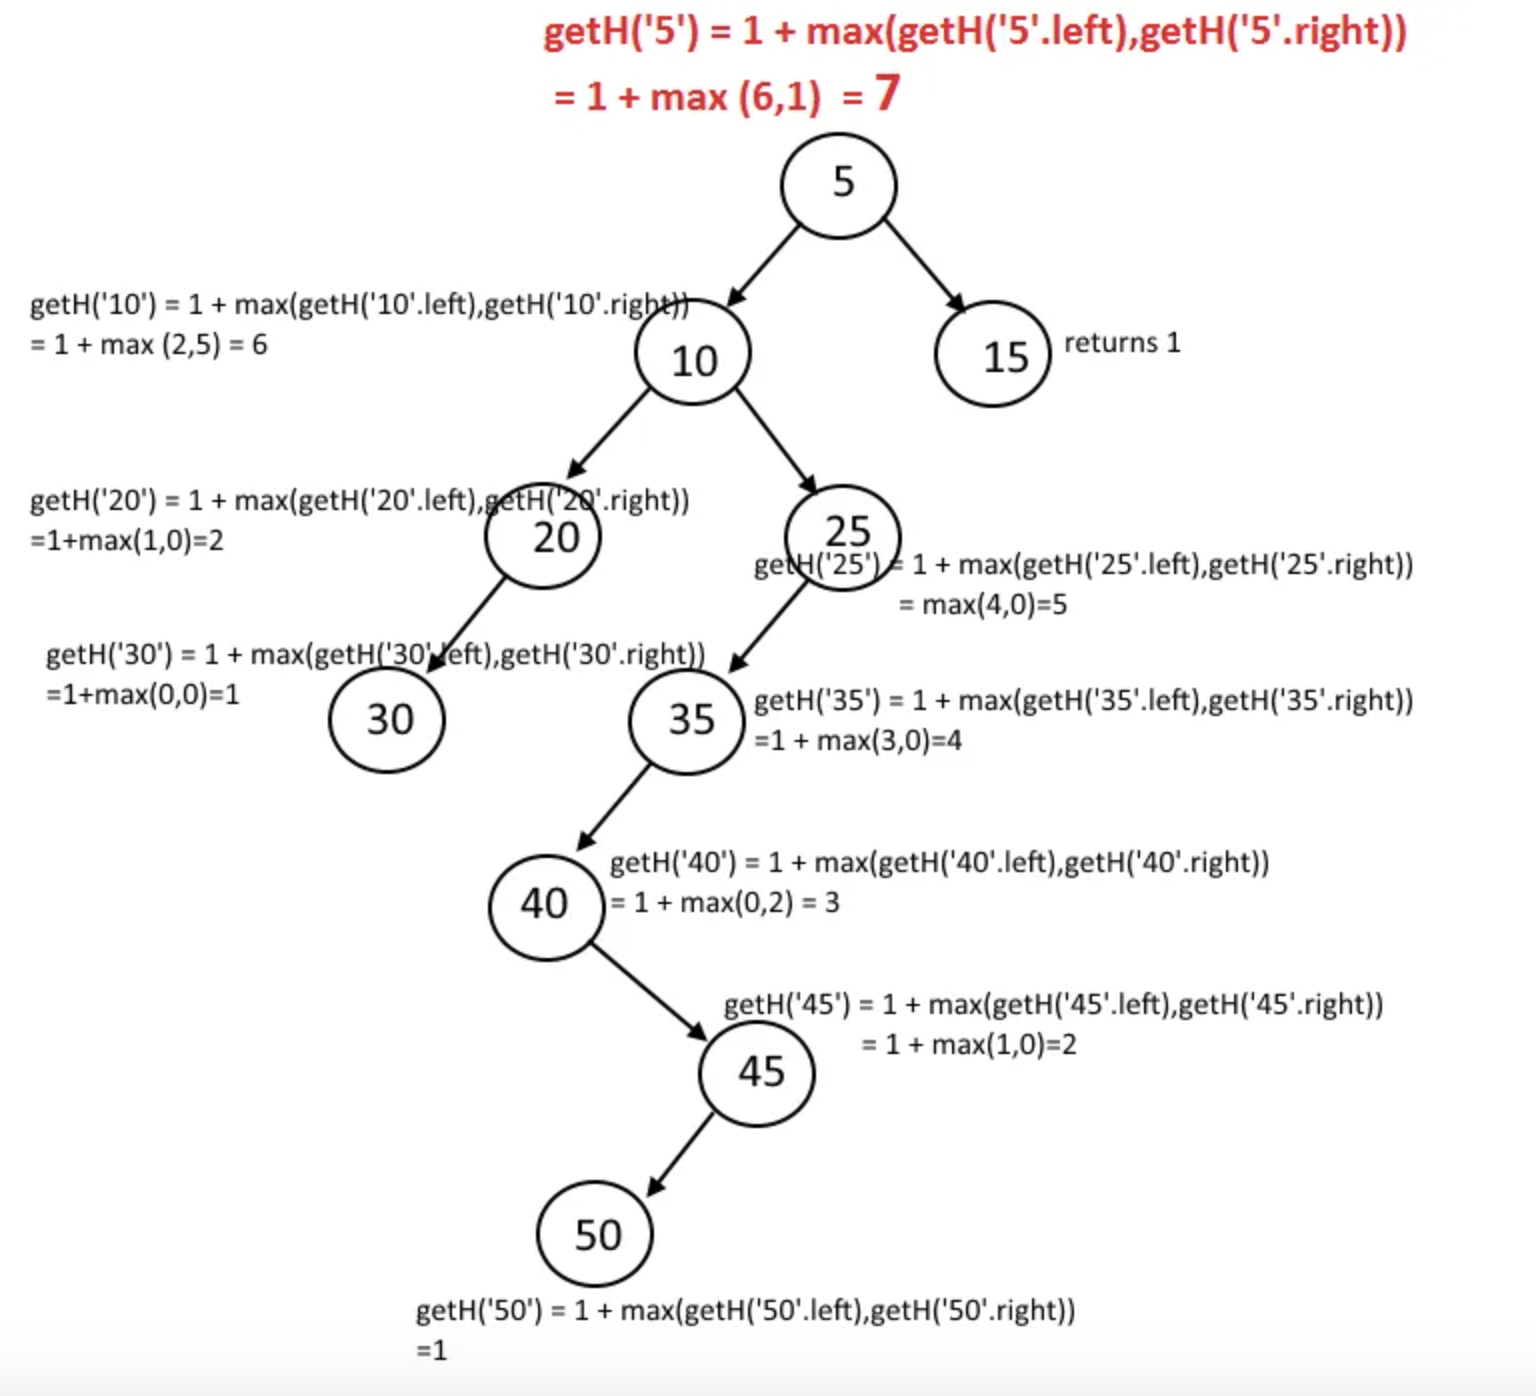 getH('5') = 1 + max(getH('5'.left),getH('5'.right))
= 1 + max (6,1) = 7
5
getH('10') = 1 + max(getH('10'.left),getH('10'.right))
= 1 + max (2,5) = 6
10
15
returns 1
getH('20') = 1 + max(getH('20'.left),getH('20'.right))
=1+max(1,0)=2
20
25
getH('25') = 1 + max(getH('25'.left),getH('25'.right))
= max(4,0)=5
getH('30') = 1 + max(getH('30'.left),getH('30'.right))
=1+max(0,0)=1
30
35
getH('35') = 1 + max(getH('35'.left),getH('35'.right))
=1 + max(3,0)=4
40
getH('40') = 1 + max(getH('40'.left),getH('40'.right))
= 1 + max(0,2) = 3
getH('45') = 1 + max(getH('45'.left),getH('45'.right))
= 1 + max(1,0)=2
45
50
getH('50') = 1 + max(getH('50'.left),getH('50'.right))
=1